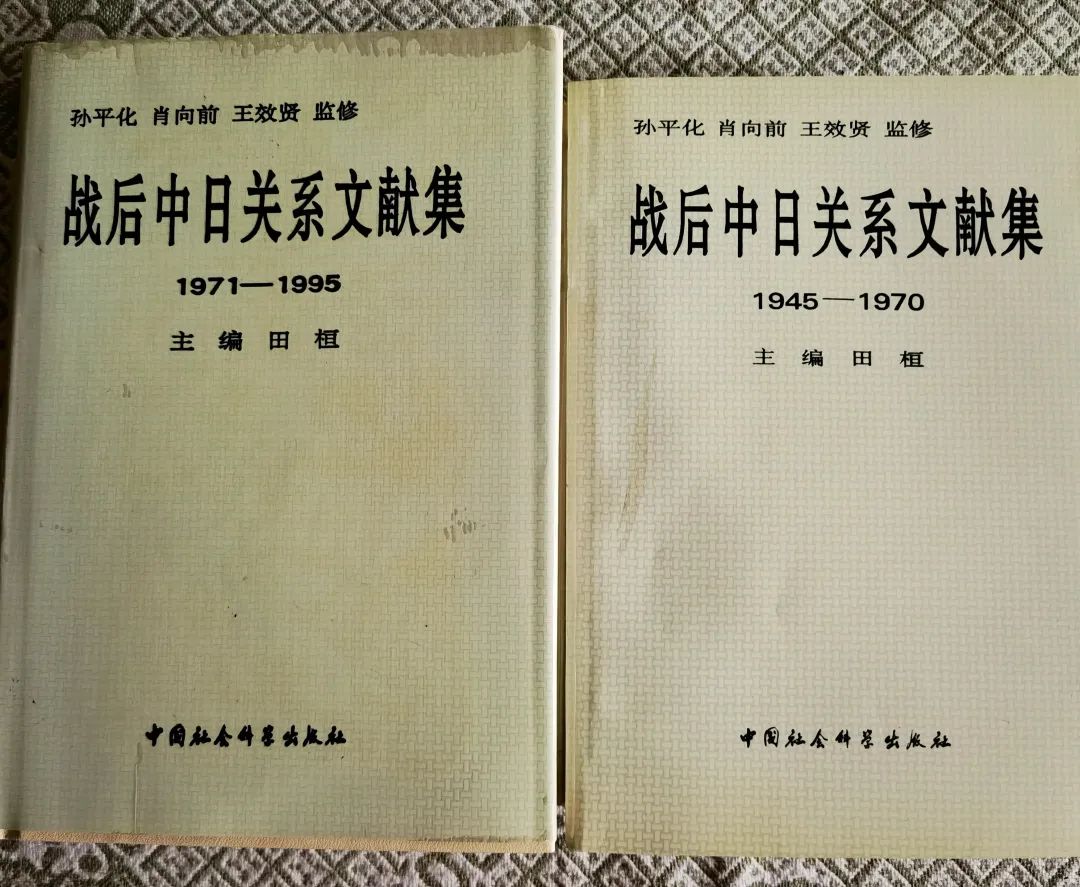 孙平化 肖向前 王效贤 监修
战后中日关系文献集
1971—1995
主 编 田 桓
中国社会科学出版社
孙平化 肖向前 王效贤 监修
战后中日关系文献集
1945—1970
主 编 田 桓
中国社会科学出版社